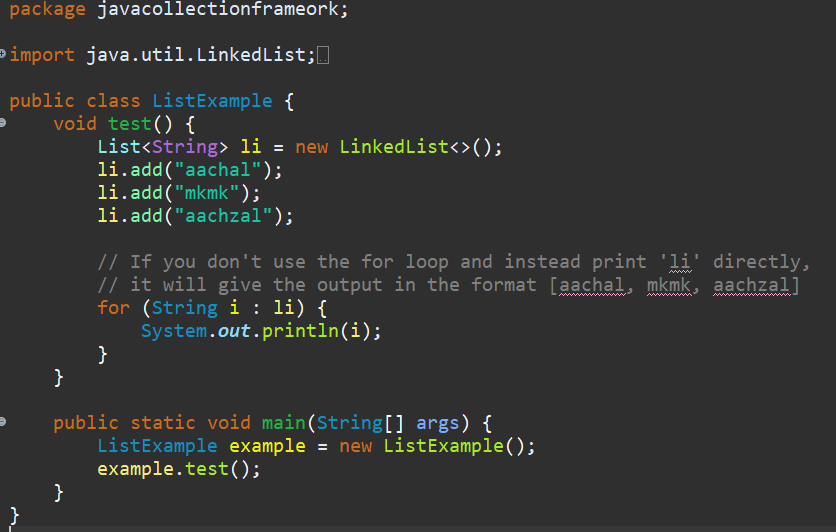 package javacollectionframeork;
import java.util.LinkedList;
public class ListExample {
void test() {
List<String> li = new LinkedList<>();
li.add("aachal");
li.add("mkmk");
li.add("aachzal");
// If you don't use the for loop and instead print 'li' directly,
// it will give the output in the format [aachal, mkmk, aachzal]
for (String i : li) {
System.out.println(i);
}
}
public static void main(String[] args) {
ListExample example = new ListExample();
example.test();
}
}